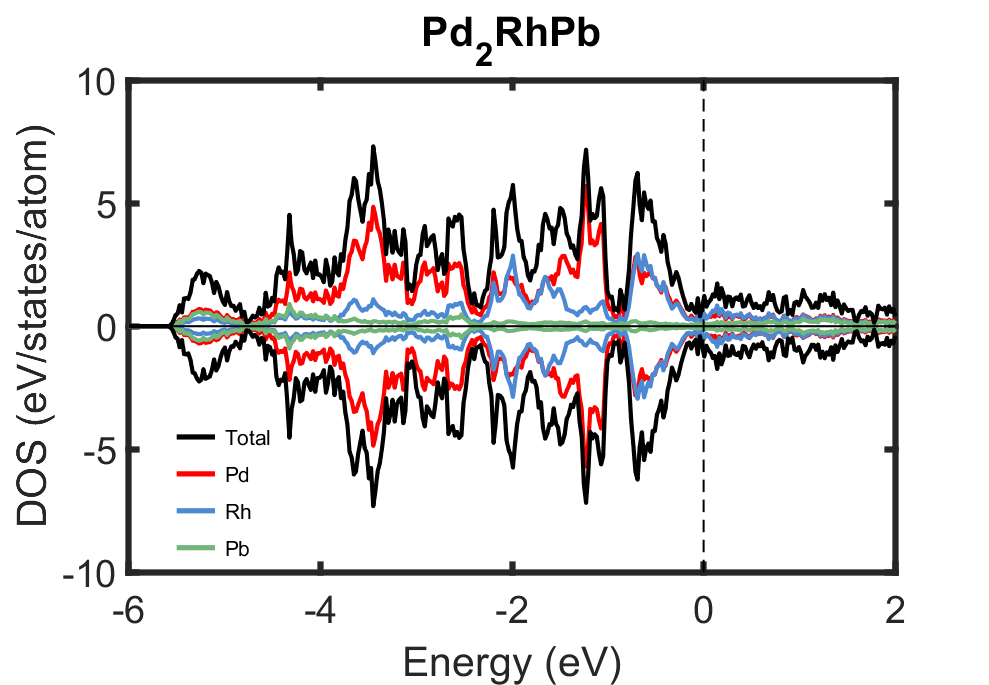 Pd₂RhPb
DOS (eV/states/atom)
10
5
0
-5
-10
Total
Pd
Rh
Pb
-6 -4 -2 0 2
Energy (eV)